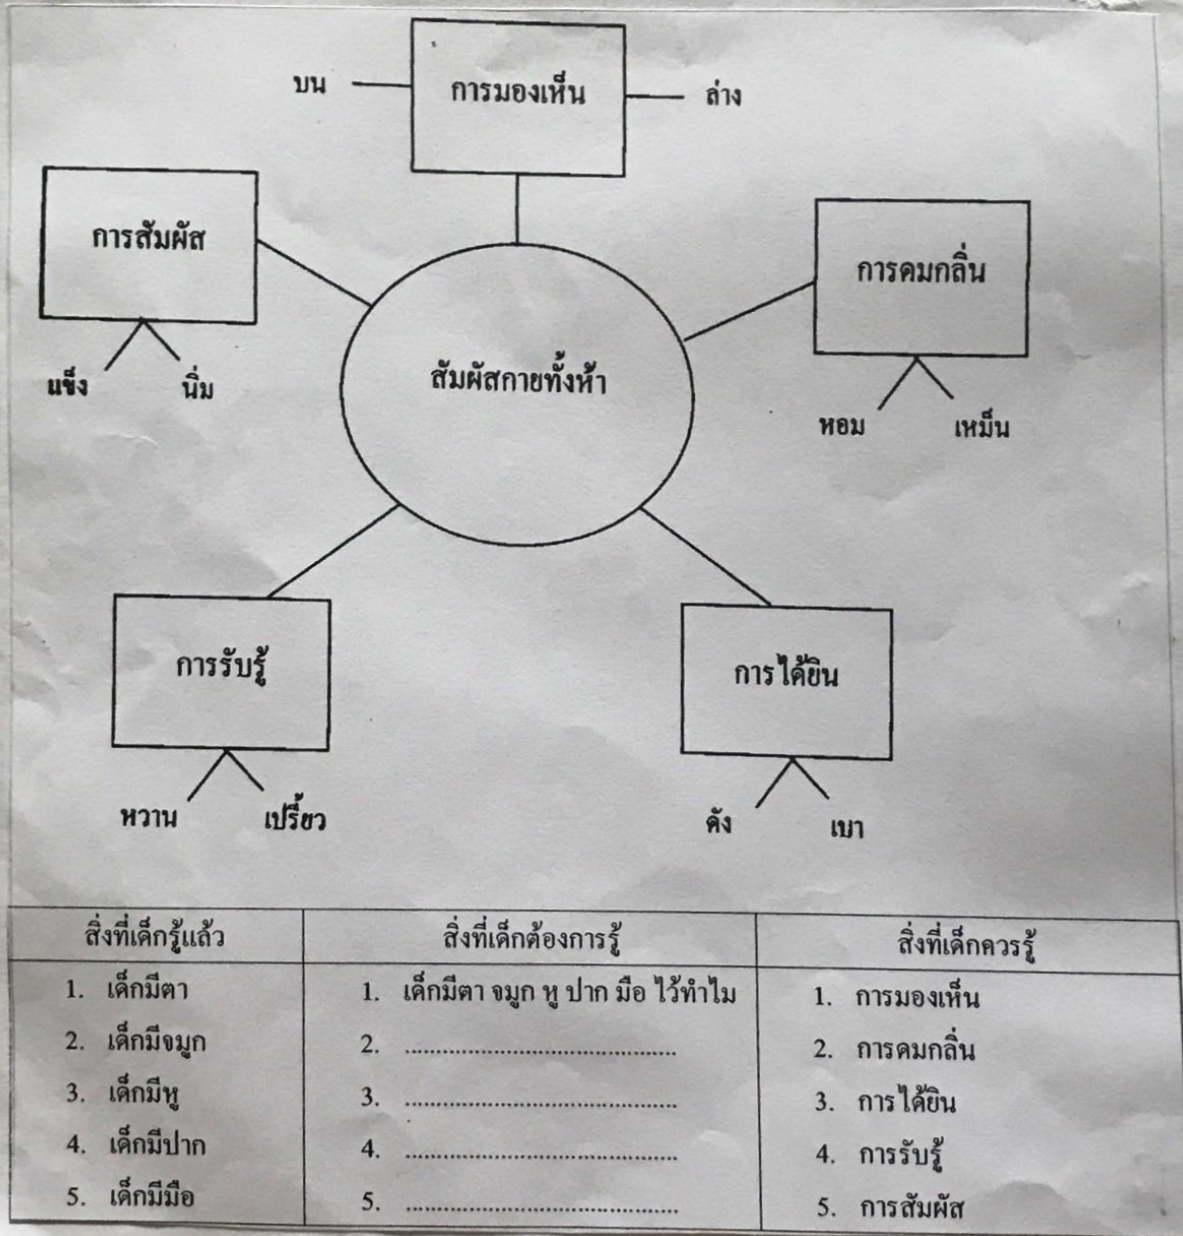 บน
การมองเห็น
ล่าง
การสัมผัส
แข็ง
นิ่ม
การดมกลิ่น
หอม
เหม็น
สัมผัสกายทั้งห้า
การรับรู้
หวาน
เปรี้ยว
การได้ยิน
ดัง
เบา
สิ่งที่เด็กรู้แล้ว
1. เด็กมีตา
2. เด็กมีจมูก
3. เด็กมีหู
4. เด็กมีปาก
5. เด็กมีมือ
สิ่งที่เด็กต้องการรู้
1. เด็กมีตา จมูก หู ปาก มือ ไว้ทำไม
2. ..........................................
3. ..........................................
4. ..........................................
5. ..........................................
สิ่งที่เด็กควรรู้
1. การมองเห็น
2. การดมกลิ่น
3. การได้ยิน
4. การรับรู้
5. การสัมผัส